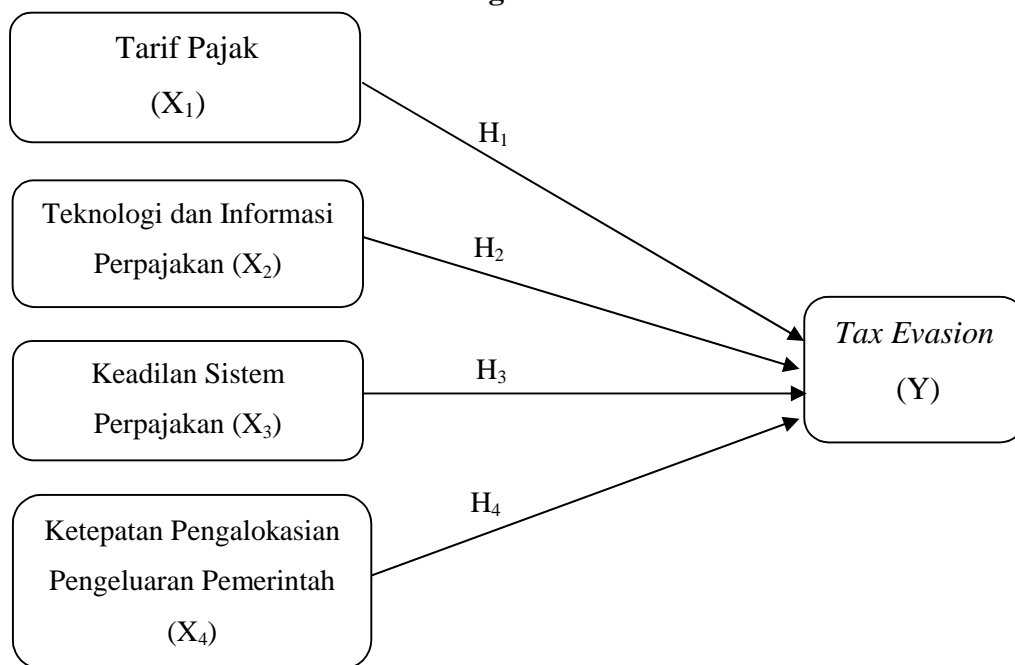 Tarif Pajak
(X₁)
H₁
Teknologi dan Informasi
Perpajakan (X₂)
H₂
Keadilan Sistem
Perpajakan (X₃)
H₃
Ketepatan Pengalokasian
Pengeluaran Pemerintah
(X₄)
H₄
Tax Evasion
(Y)